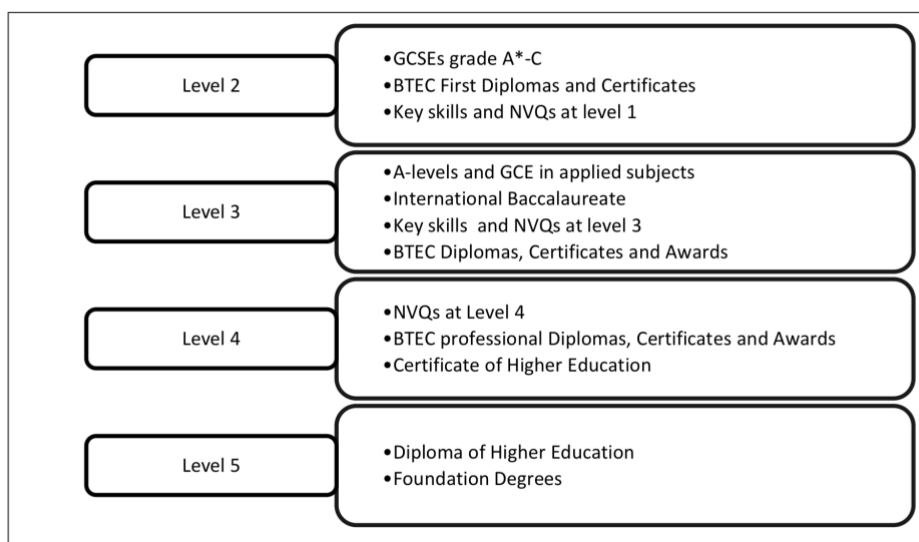 Level 2
•GCSEs grade A*-C
•BTEC First Diplomas and Certificates
•Key skills and NVQs at level 1
Level 3
•A-levels and GCE in applied subjects
•International Baccalaureate
•Key skills  and NVQs at level 3
•BTEC Diplomas, Certificates and Awards
Level 4
•NVQs at Level 4
•BTEC professional Diplomas, Certificates and Awards
•Certificate of Higher Education
Level 5
•Diploma of Higher Education
•Foundation Degrees